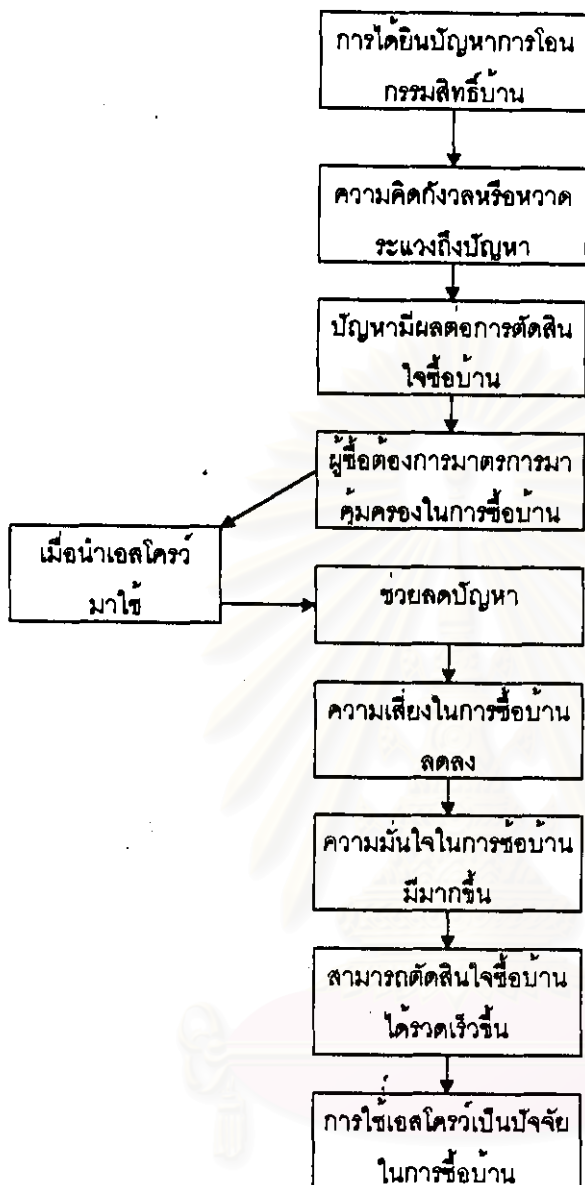 การได้ยินปัญหาการโอน
กรรมสิทธิ์บ้าน
ความคิดกังวลหรือหวาด
ระแวงถึงปัญหา
ปัญหามีผลต่อการตัดสิน
ใจซื้อบ้าน
ผู้ซื้อต้องการมาตรการมา
คุ้มครองในการซื้อบ้าน
เมื่อนำเอสโครว์
มาใช้
ช่วยลดปัญหา
ความเสี่ยงในการซื้อบ้าน
ลดลง
ความมั่นใจในการซ้อบ้าน
มีมากขึ้น
สามารถตัดสินใจซื้อบ้าน
ได้รวดเร็วขึ้น
การใช้เอสโครว์เป็นปัจจัย
ในการซื้อบ้าน